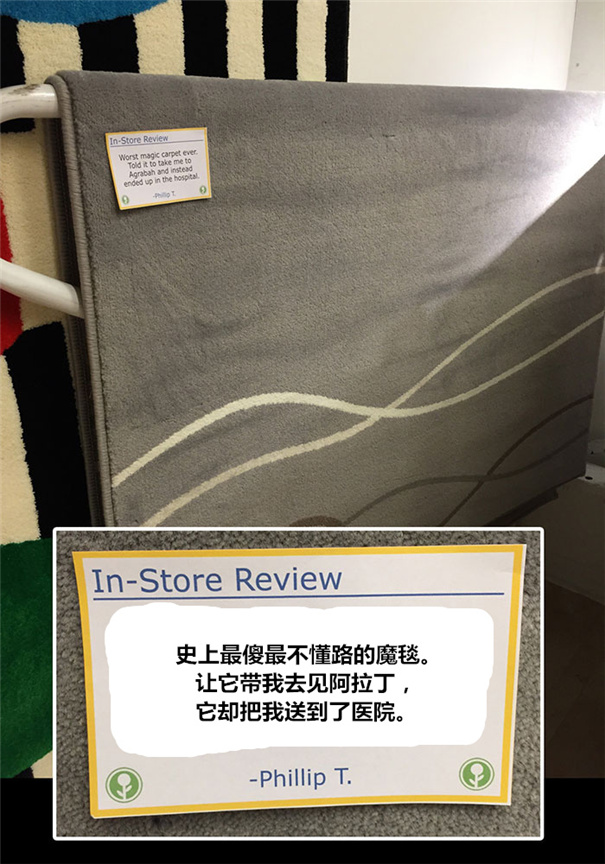 In-Store Review
Worst magic carpet ever.
Told it to take me to
Agrabah and instead
ended up in the hospital.
-Phillip T.
In-Store Review
史上最傻最不懂路的魔毯。
让它带我去见阿拉丁，
它却把我送到了医院。
-Phillip T.